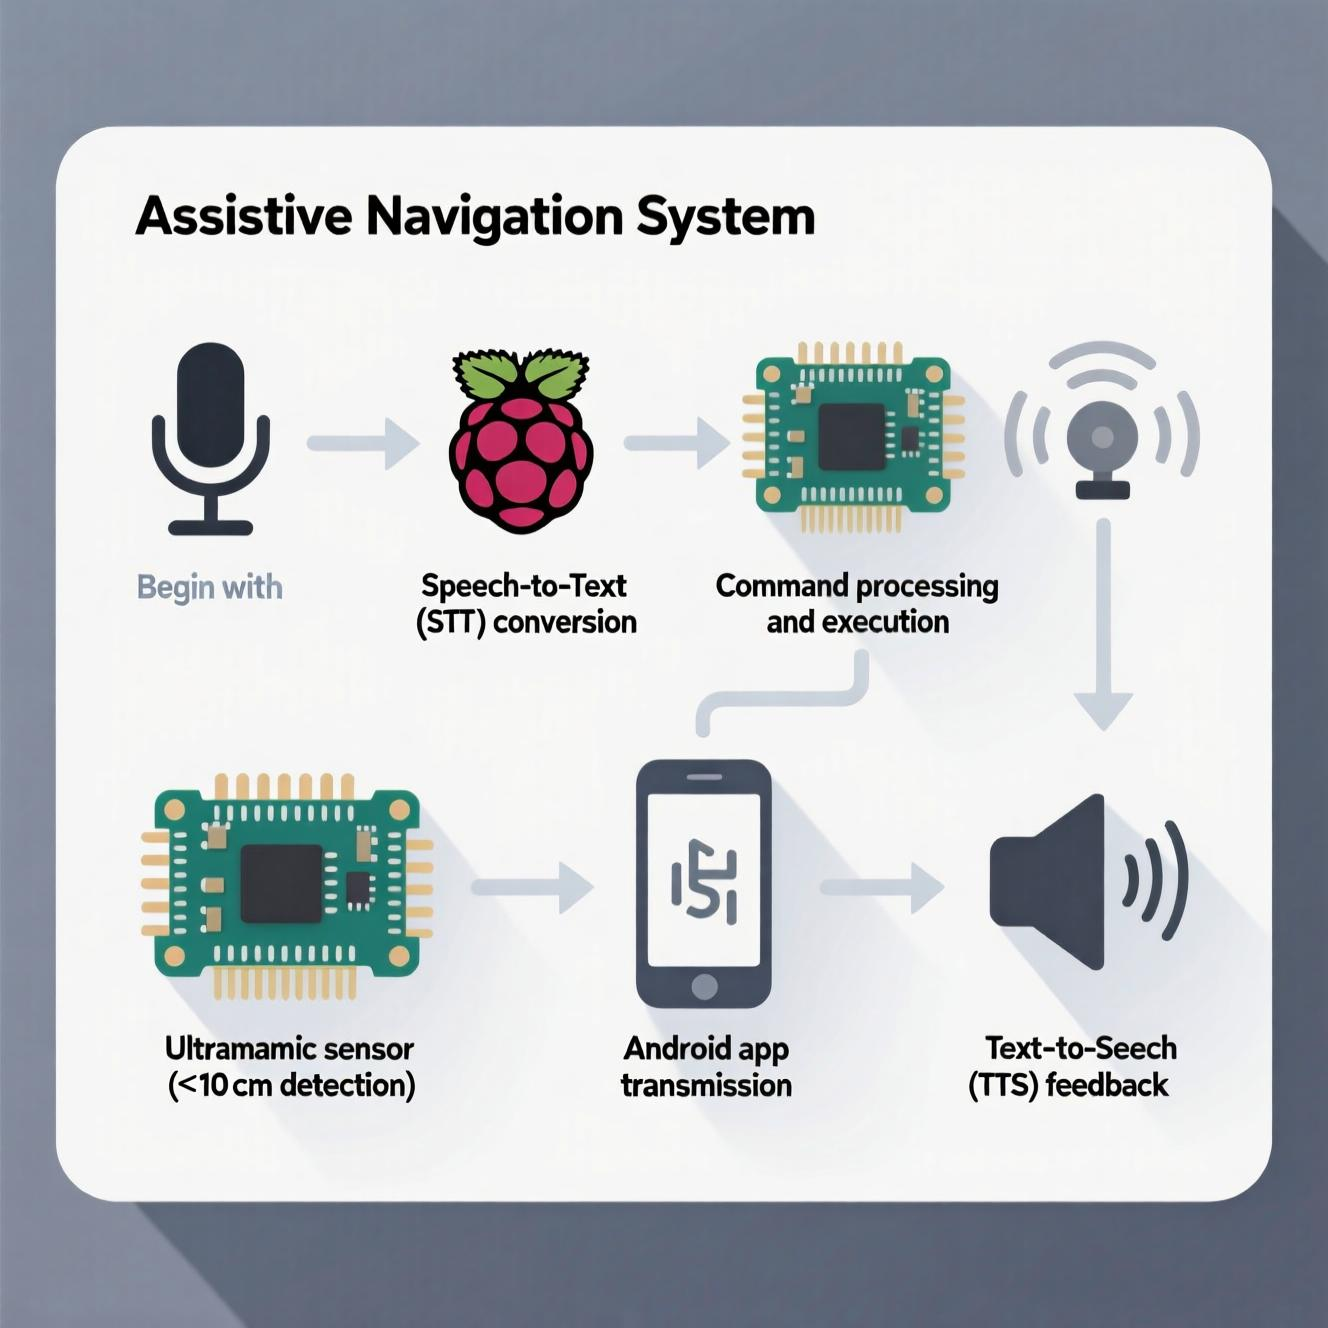 Assistive Navigation System
Begin with
Speech-to-Text
(STT) conversion
Command processing
and execution
Ultramamic sensor
(<10 cm detection)
Android app
transmission
Text-to-Seech
(TTS) feedback